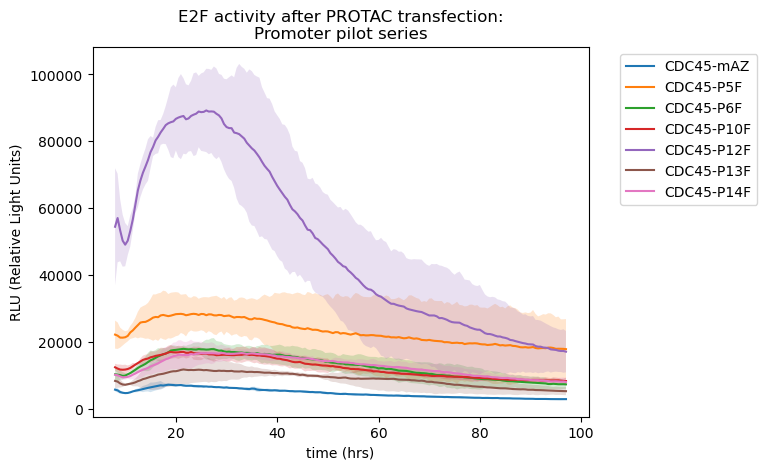 E2F activity after PROTAC transfection:
Promoter pilot series
RLU (Relative Light Units)
100000
80000
60000
40000
20000
0
20
40
60
80
100
time (hrs)
CDC45-mAZ
CDC45-P5F
CDC45-P6F
CDC45-P10F
CDC45-P12F
CDC45-P13F
CDC45-P14F